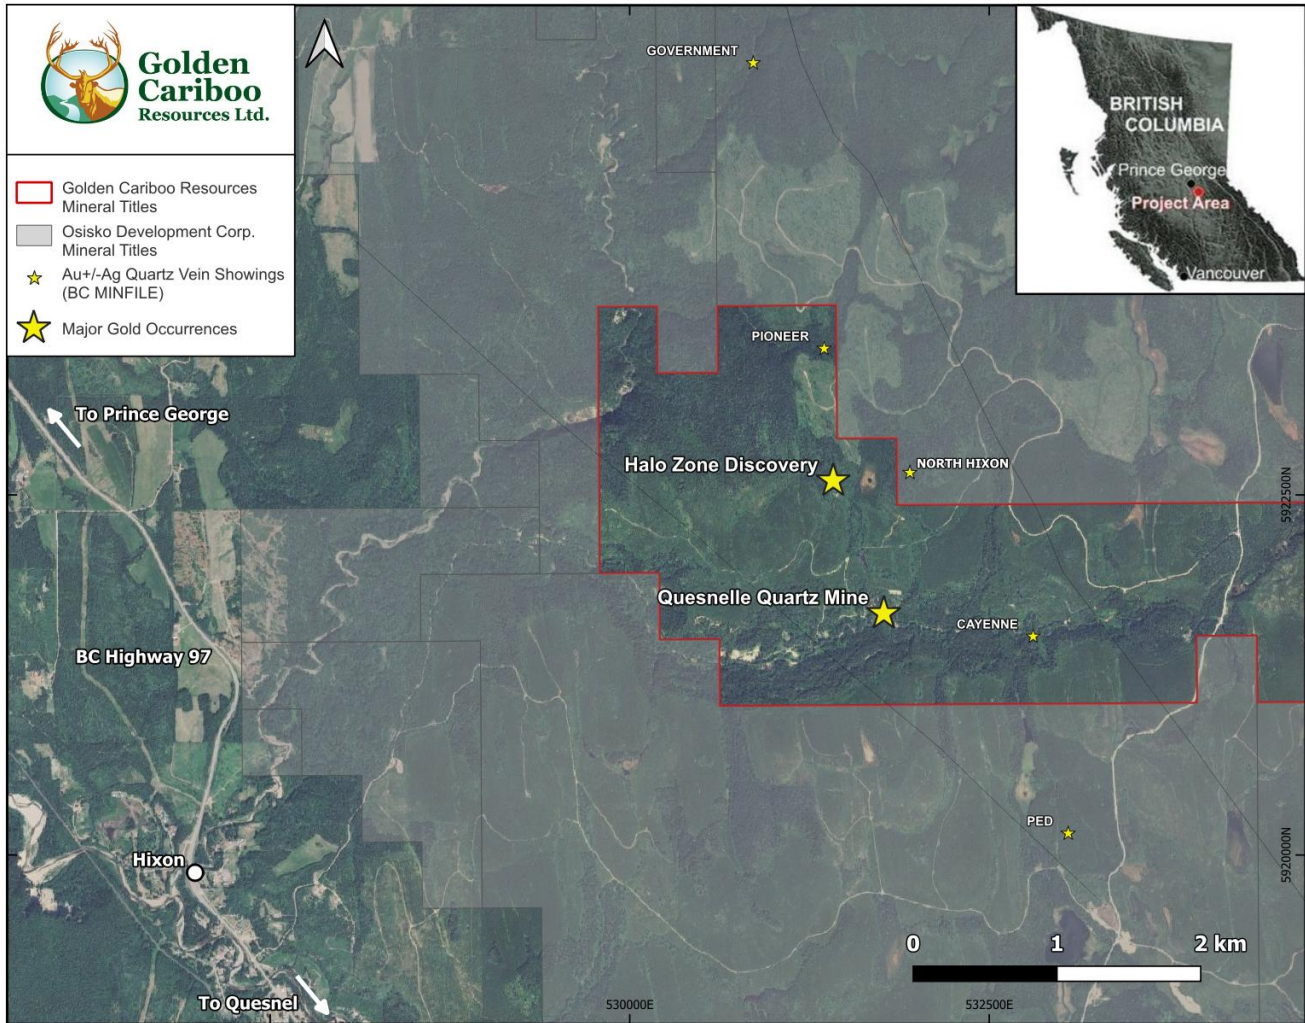 Golden
Cariboo
Resources Ltd.
Golden Cariboo Resources
Mineral Titles
Osisko Development Corp.
Mineral Titles
Au+/-Ag Quartz Vein Showings
(BC MINFILE)
Major Gold Occurrences
GOVERNMENT
BRITISH
COLUMBIA
Prince George
Project Area
Vancouver
PIONEER
To Prince George
Halo Zone Discovery
NORTH HIXON
5922500N
Quesnelle Quartz Mine
CAYENNE
BC Highway 97
PED
Hixon
5920000N
0 1 2 km
To Quesnel
530000E
532500E